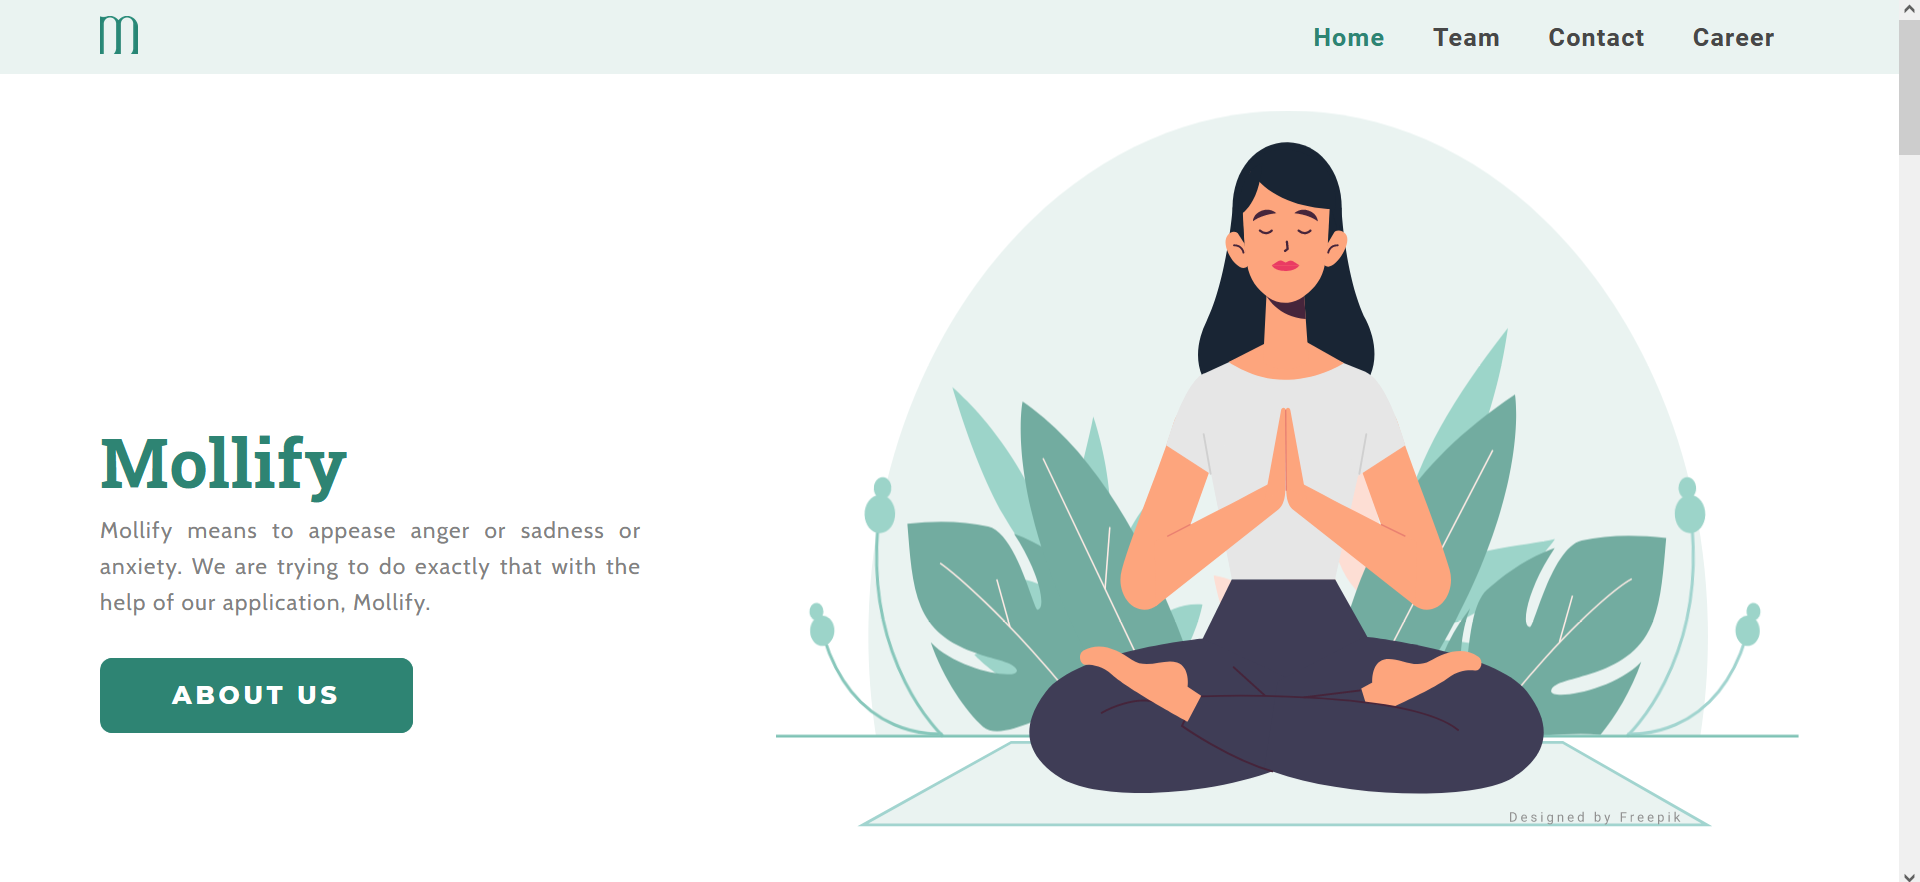 m
Home Team Contact Career
Mollify
Mollify means to appease anger or sadness or
anxiety. We are trying to do exactly that with the
help of our application, Mollify.
ABOUT US
Designed by Freepik